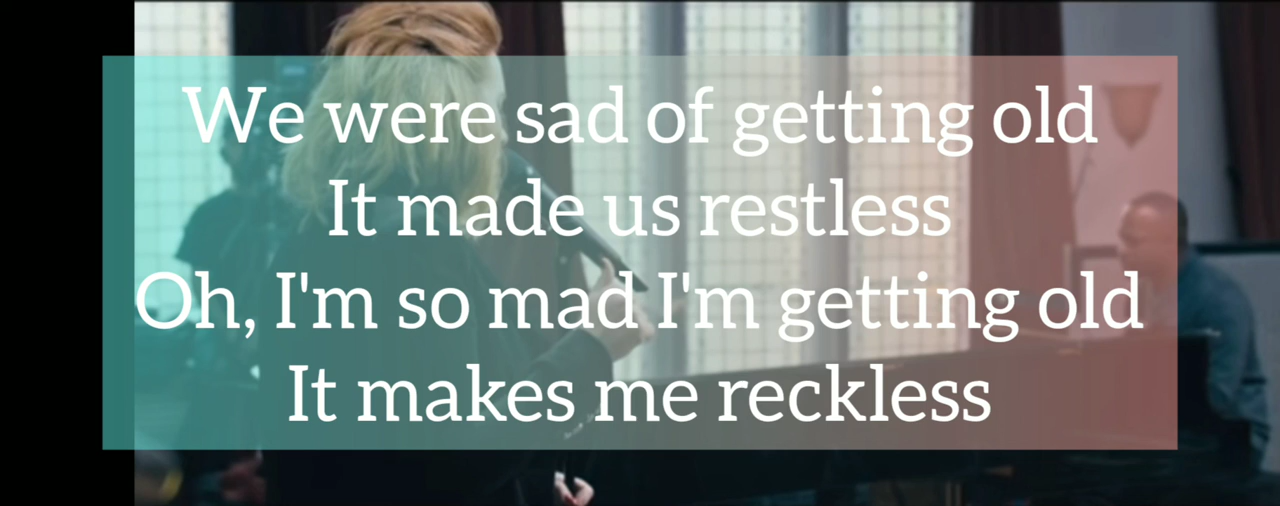 We were sad of getting old
It made us restless
Oh, I'm so mad I'm getting old
It makes me reckless